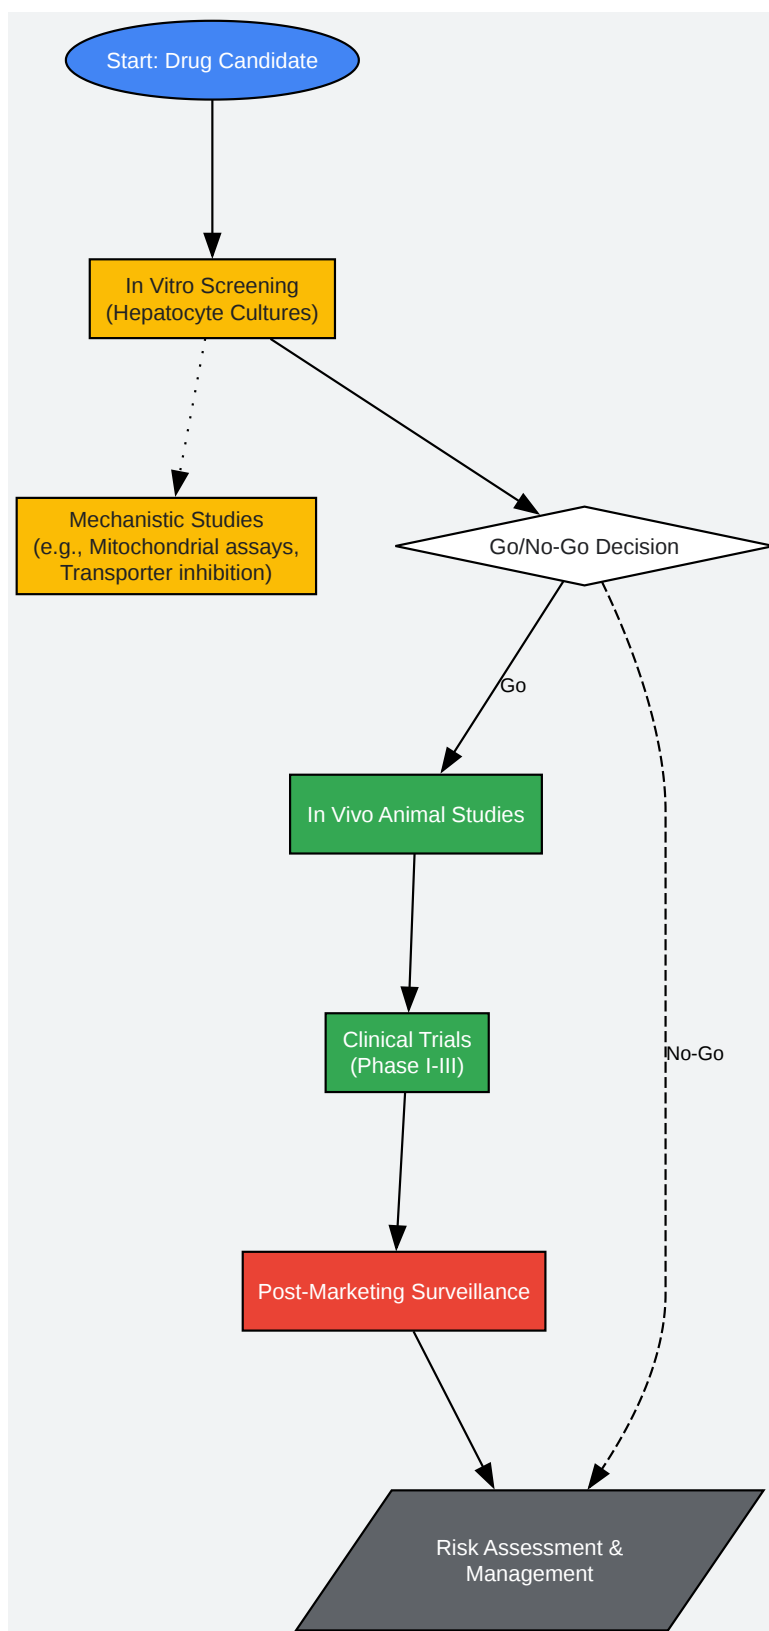 Start: Drug Candidate
In Vitro Screening
(Hepatocyte Cultures)
Mechanistic Studies
(e.g., Mitochondrial assays,
Transporter inhibition)
Go/No-Go Decision
Go
In Vivo Animal Studies
Clinical Trials
(Phase I-III)
No-Go
Post-Marketing Surveillance
Risk Assessment &
Management